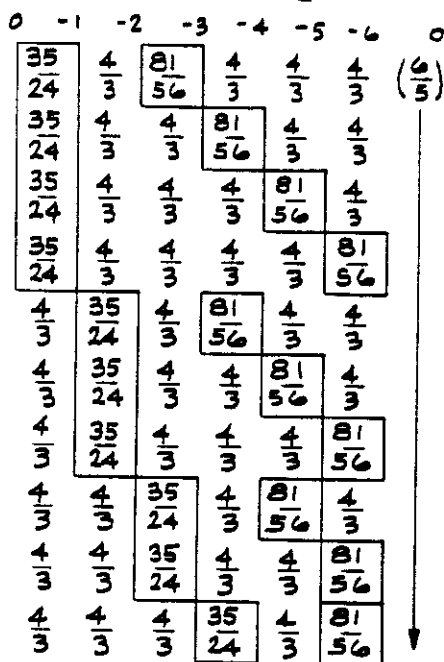 0 -1 -2 -3 -4 -5 -6 0
35/24 4/3 81/56 4/3 4/3 4/3 (6/5)
35/24 4/3 4/3 81/56 4/3 4/3
35/24 4/3 4/3 4/3 81/56 4/3
35/24 4/3 4/3 4/3 4/3 81/56
4/3 35/24 4/3 81/56 4/3 4/3
4/3 35/24 4/3 4/3 81/56 4/3
4/3 35/24 4/3 4/3 4/3 81/56
4/3 4/3 35/24 4/3 81/56 4/3
4/3 4/3 35/24 4/3 4/3 81/56
4/3 4/3 4/3 35/24 4/3 81/56